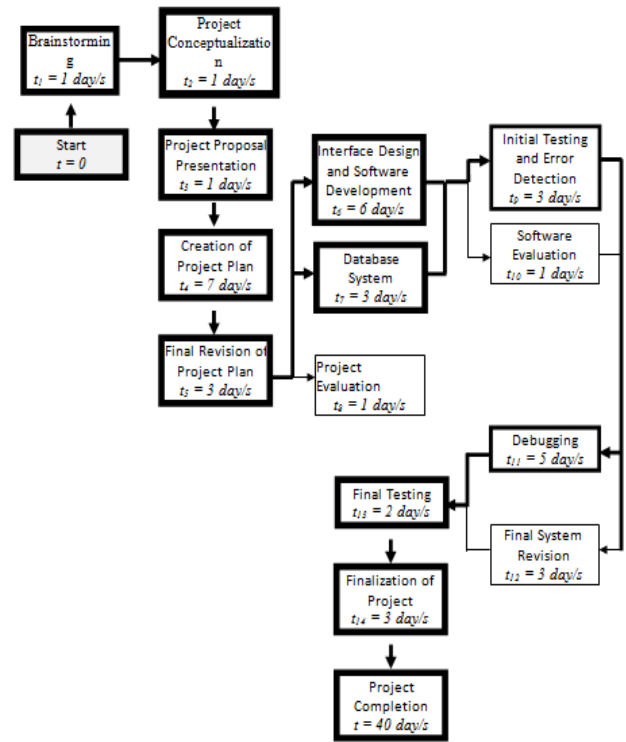 Brainstormin
g
t1 = 1 day/s
Project
Conceptualizatio
n
t2 = 1 day/s
Start
t = 0
Project Proposal
Presentation
t3 = 1 day/s
Creation of
Project Plan
t4 = 7 day/s
Final Revision of
Project Plan
t5 = 3 day/s
Interface Design
and Software
Development
t6 = 6 day/s
Database
System
t7 = 3 day/s
Project
Evaluation
t8 = 1 day/s
Initial Testing
and Error
Detection
t9 = 3 day/s
Software
Evaluation
t10 = 1 day/s
Debugging
t11 = 5 day/s
Final System
Revision
t12 = 3 day/s
Final Testing
t13 = 2 day/s
Finalization of
Project
t14 = 3 day/s
Project
Completion
t = 40 day/s